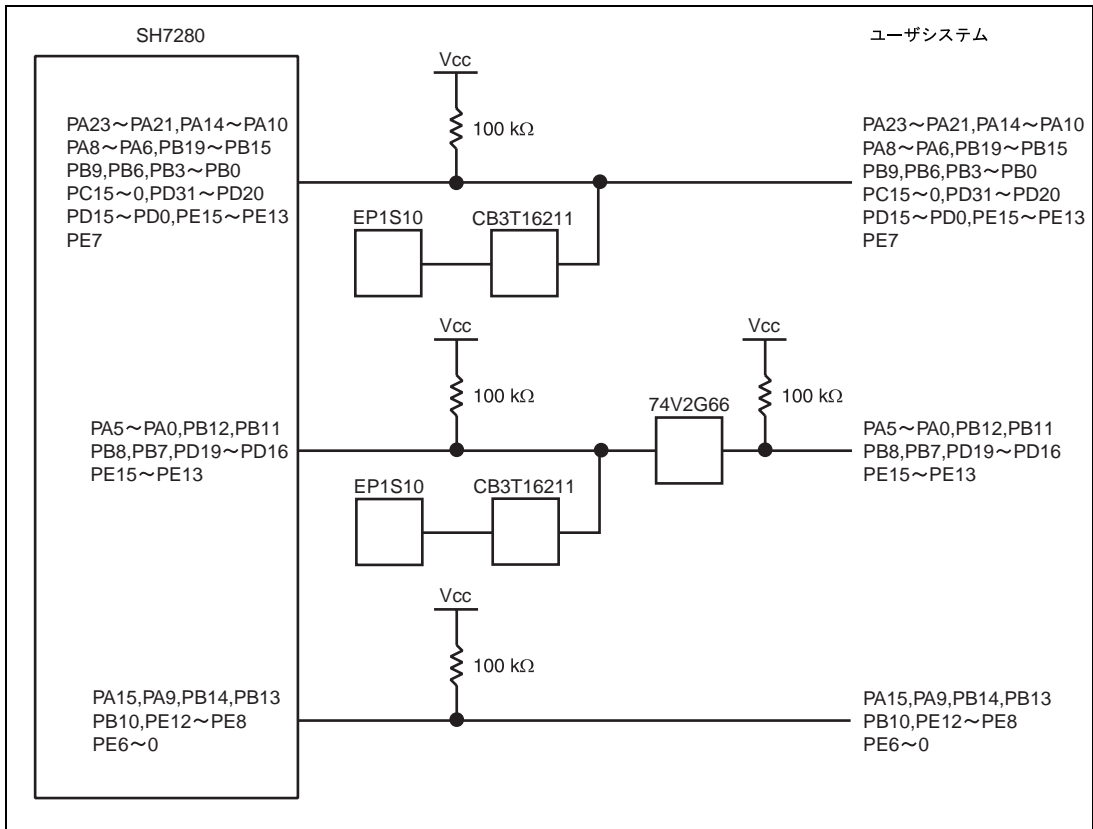 SH7280
ユーザシステム
Vcc
100 kΩ
PA23～PA21,PA14～PA10
PA8～PA6,PB19～PB15
PB9,PB6,PB3～PB0
PC15～0,PD31～PD20
PD15～PD0,PE15～PE13
PE7
PA23～PA21,PA14～PA10
PA8～PA6,PB19～PB15
PB9,PB6,PB3～PB0
PC15～0,PD31～PD20
PD15～PD0,PE15～PE13
PE7
EP1S10
CB3T16211
Vcc
100 kΩ
Vcc
100 kΩ
74V2G66
PA5～PA0,PB12,PB11
PB8,PB7,PD19～PD16
PE15～PE13
PA5～PA0,PB12,PB11
PB8,PB7,PD19～PD16
PE15～PE13
EP1S10
CB3T16211
Vcc
100 kΩ
PA15,PA9,PB14,PB13
PB10,PE12～PE8
PE6～0
PA15,PA9,PB14,PB13
PB10,PE12～PE8
PE6～0